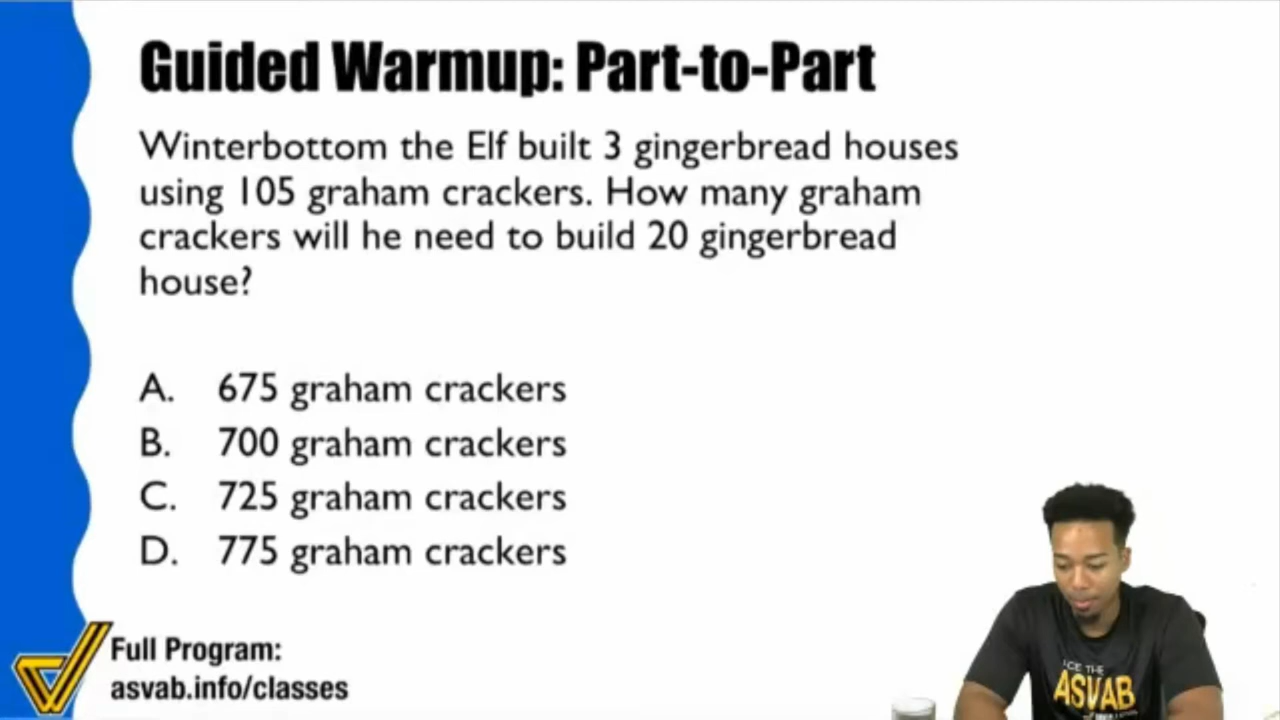 Guided Warmup: Part-to-Part
Winterbottom the Elf built 3 gingerbread houses
using 105 graham crackers. How many graham
crackers will he need to build 20 gingerbread
house?
A. 675 graham crackers
B. 700 graham crackers
C. 725 graham crackers
D. 775 graham crackers
Full Program:
asvab.info/classes
THE
ASVAB